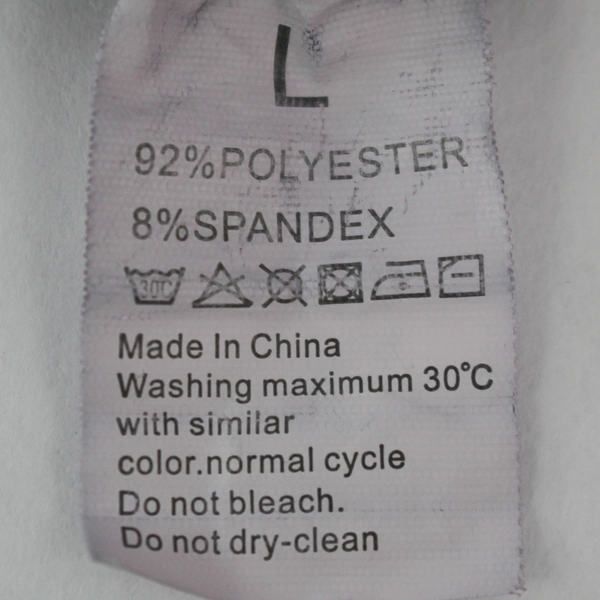 L
92%POLYESTER
8%SPANDEX
30℃
Made In China
Washing maximum 30℃
with similar
color.normal cycle
Do not bleach.
Do not dry-clean